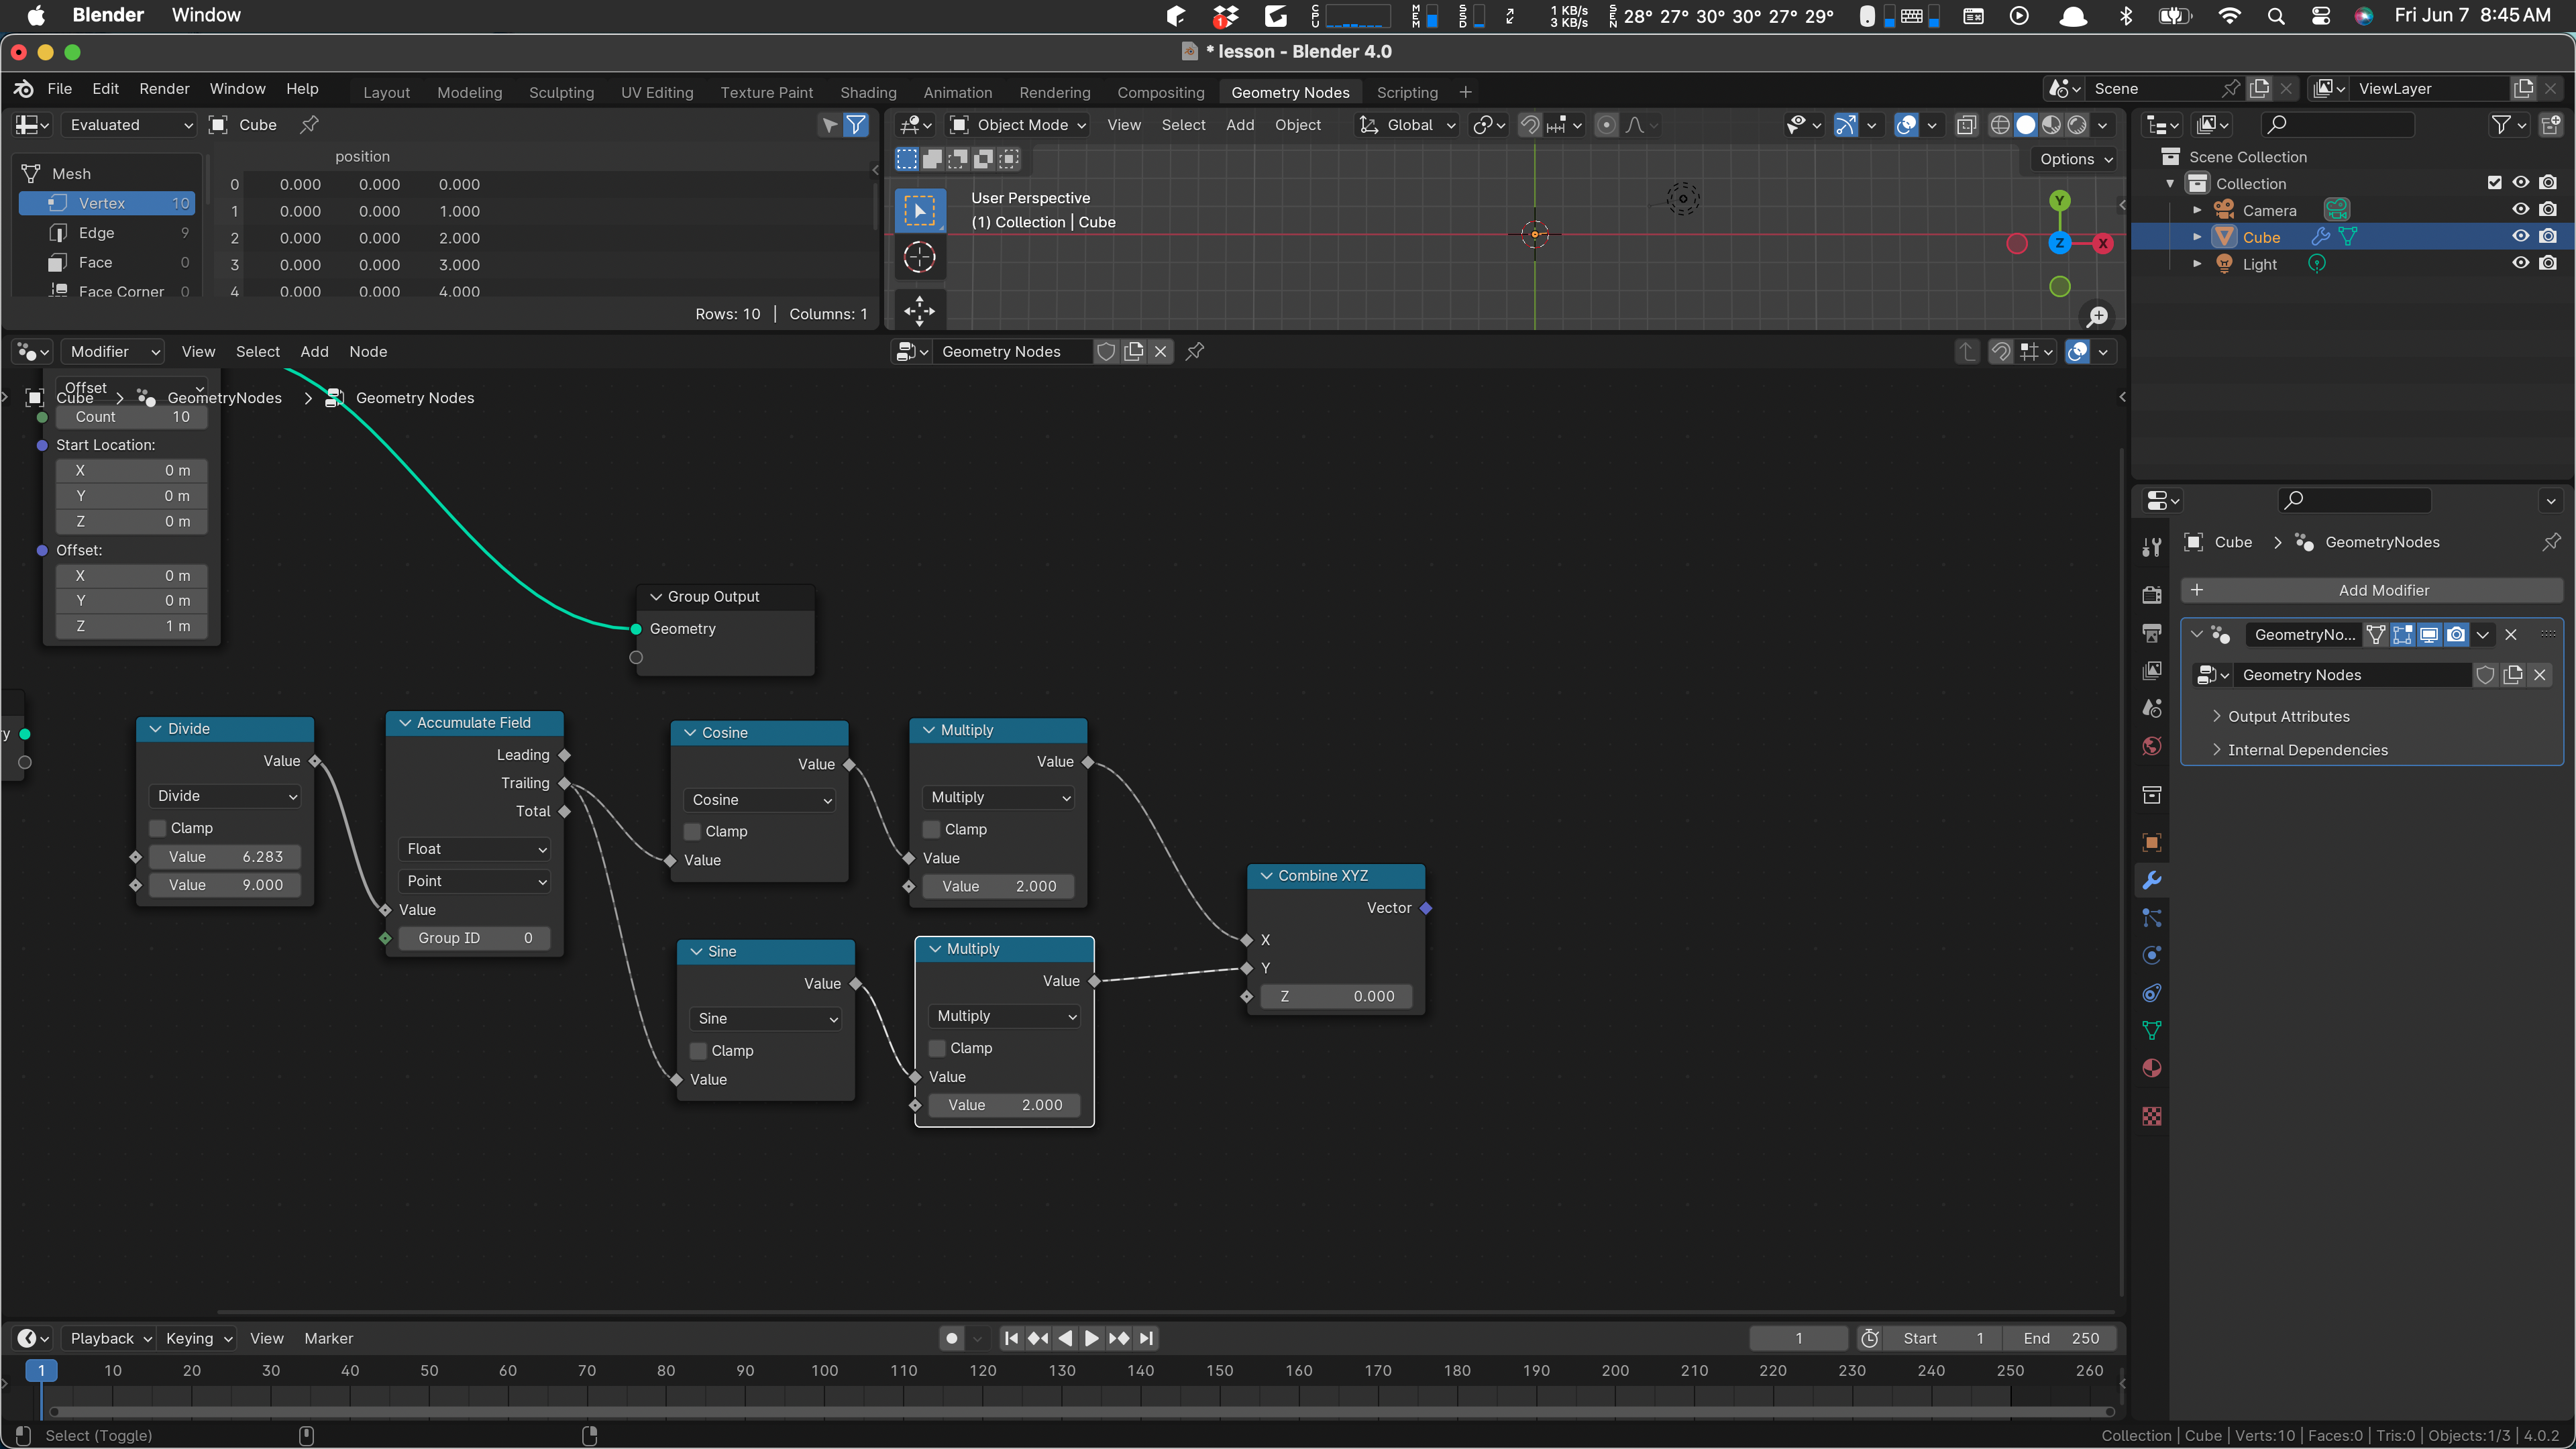 Blender Window
CPU MEM SSD 1 KB/s 3 KB/s SEN 28° 27° 30° 30° 27° 29° Fri Jun 7 8:45 AM
* lesson - Blender 4.0
File Edit Render Window Help Layout Modeling Sculpting UV Editing Texture Paint Shading Animation Rendering Compositing Geometry Nodes Scripting + Scene ViewLayer
Evaluated Cube
position
Mesh
Vertex 10
Edge 9
Face 0
Face Corner 0
0 0.000 0.000 0.000
1 0.000 0.000 1.000
2 0.000 0.000 2.000
3 0.000 0.000 3.000
4 0.000 0.000 4.000
Rows: 10 | Columns: 1
Object Mode View Select Add Object Global
Options
User Perspective
(1) Collection | Cube
Y
Z
X
Scene Collection
Collection
Camera
Cube
Light
Modifier View Select Add Node Geometry Nodes
Offset
Cube > GeometryNodes > Geometry Nodes
Count 10
Start Location:
X 0 m
Y 0 m
Z 0 m
Offset:
X 0 m
Y 0 m
Z 1 m
Group Output
Geometry
y
Divide
Value
Divide
Clamp
Value 6.283
Value 9.000
Accumulate Field
Leading
Trailing
Total
Float
Point
Value
Group ID 0
Cosine
Value
Cosine
Clamp
Value
Multiply
Value
Multiply
Clamp
Value
Value 2.000
Sine
Value
Sine
Clamp
Value
Multiply
Value
Multiply
Clamp
Value
Value 2.000
Combine XYZ
Vector
X
Y
Z 0.000
Cube > GeometryNodes
+ Add Modifier
GeometryNo...
Geometry Nodes
Output Attributes
Internal Dependencies
Playback Keying View Marker 1 Start 1 End 250
1 10 20 30 40 50 60 70 80 90 100 110 120 130 140 150 160 170 180 190 200 210 220 230 240 250 260
Select (Toggle)
Collection | Cube | Verts:10 | Faces:0 | Tris:0 | Objects:1/3 | 4.0.2